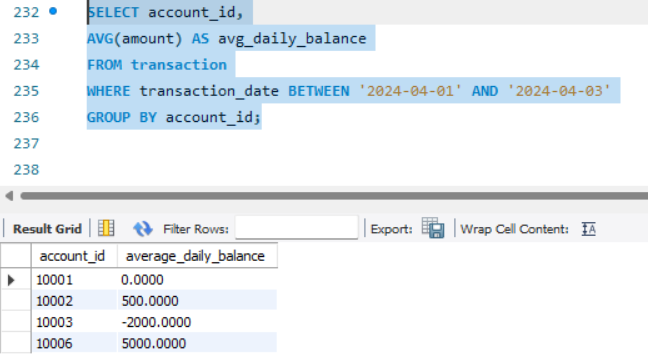 232 SELECT account_id,
233 AVG(amount) AS avg_daily_balance
234 FROM transaction
235 WHERE transaction_date BETWEEN '2024-04-01' AND '2024-04-03'
236 GROUP BY account_id;
237
238
Result Grid Filter Rows: Export: Wrap Cell Content: IA
account_id average_daily_balance
10001 0.0000
10002 500.0000
10003 -2000.0000
10006 5000.0000